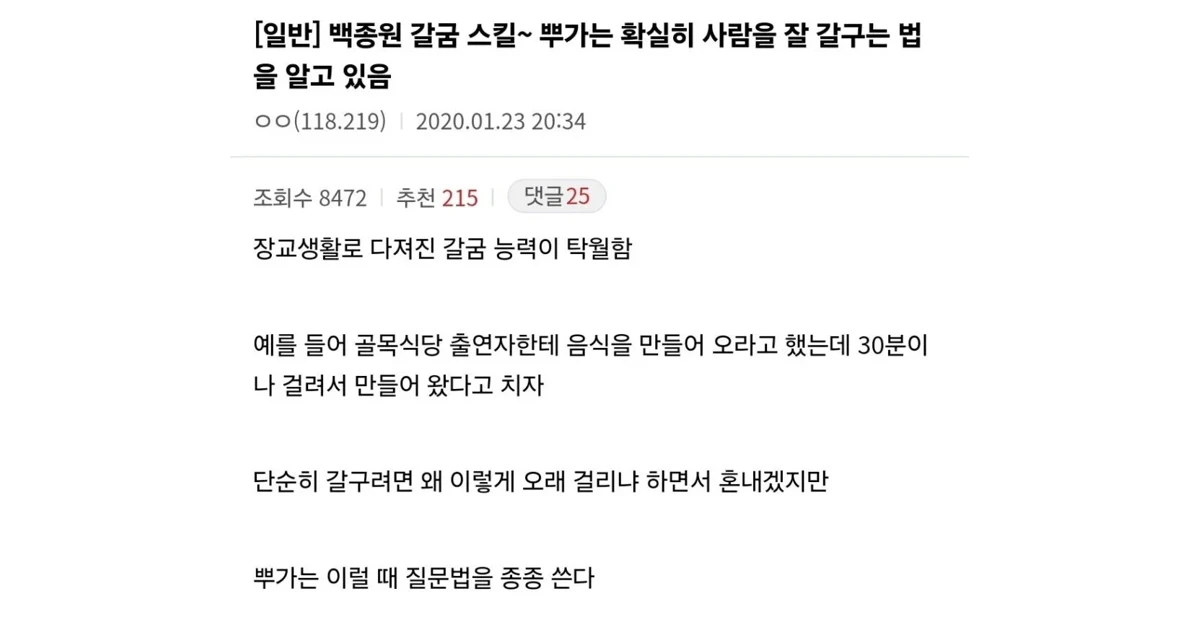 [일반] 백종원 갈굼 스킬~ 뿌가는 확실히 사람을 잘 갈구는 법
을 알고 있음
ㅇㅇ(118.219) | 2020.01.23 20:34
조회수 8472 | 추천 215 | 댓글25
장교생활로 다져진 갈굼 능력이 탁월함
예를 들어 골목식당 출연자한테 음식을 만들어 오라고 했는데 30분이
나 걸려서 만들어 왔다고 치자
단순히 갈구려면 왜 이렇게 오래 걸리냐 하면서 혼내겠지만
뿌가는 이럴 때 질문법을 종종 쓴다